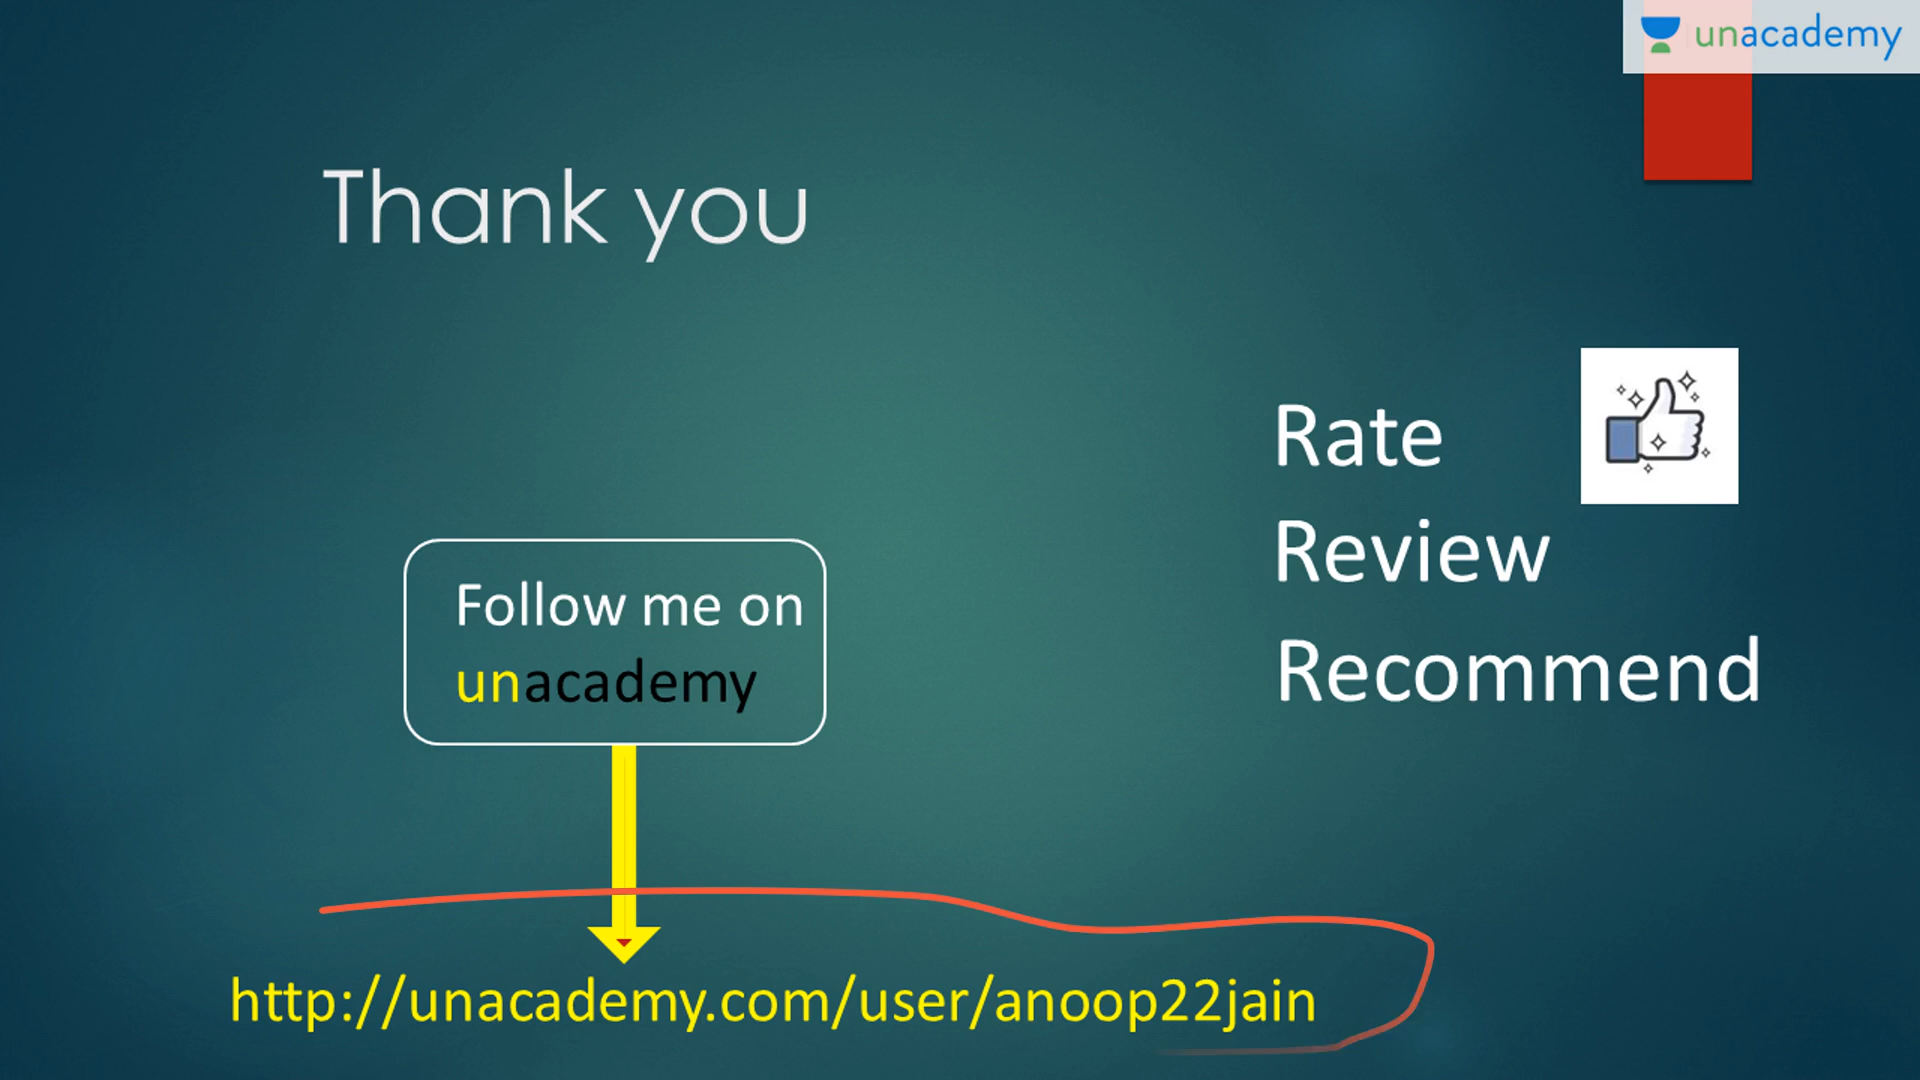 unacademy
Thank you
Rate
Review
Recommend
Follow me on
unacademy
http://unacademy.com/user/anoop22jain